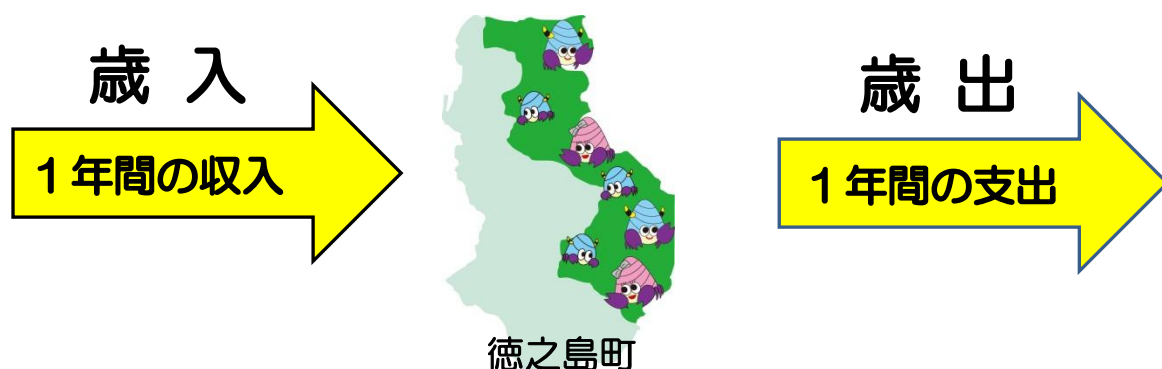 歳入
1年間の収入
歳出
1年間の支出
徳之島町